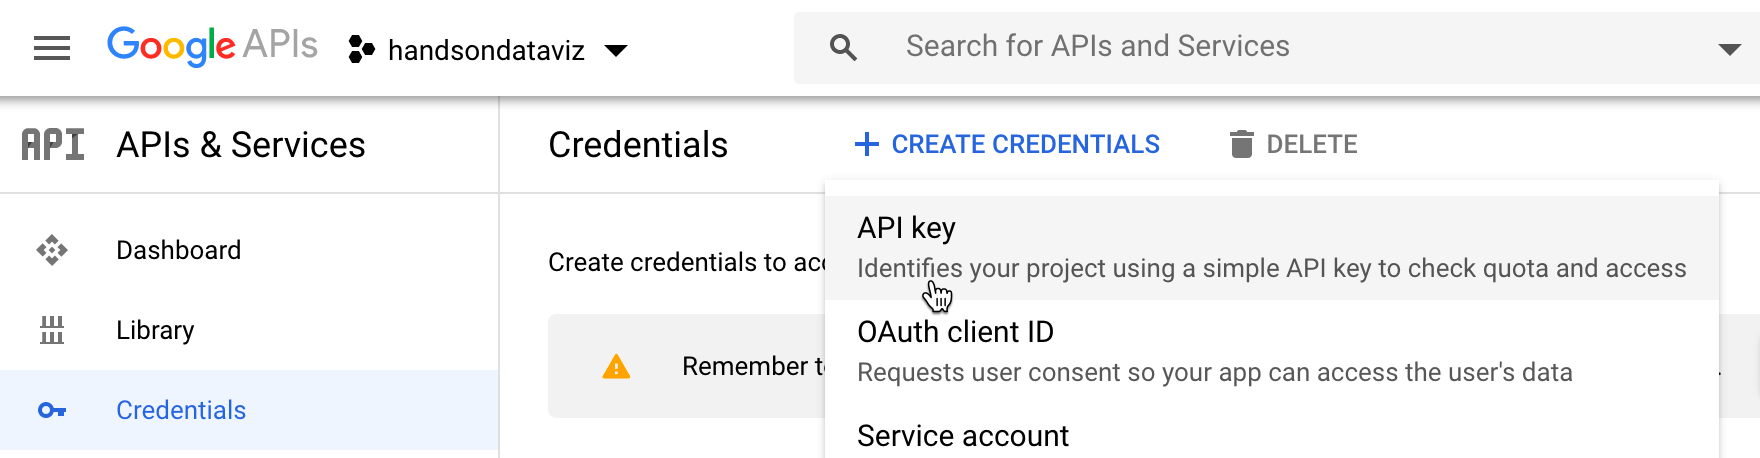 Google APIs
handsondataviz
Search for APIs and Services
API
APIs & Services
Credentials
CREATE CREDENTIALS
DELETE
Dashboard
Library
Credentials
Create credentials to acc
Remember t
API key
Identifies your project using a simple API key to check quota and access
OAuth client ID
Requests user consent so your app can access the user's data
Service account